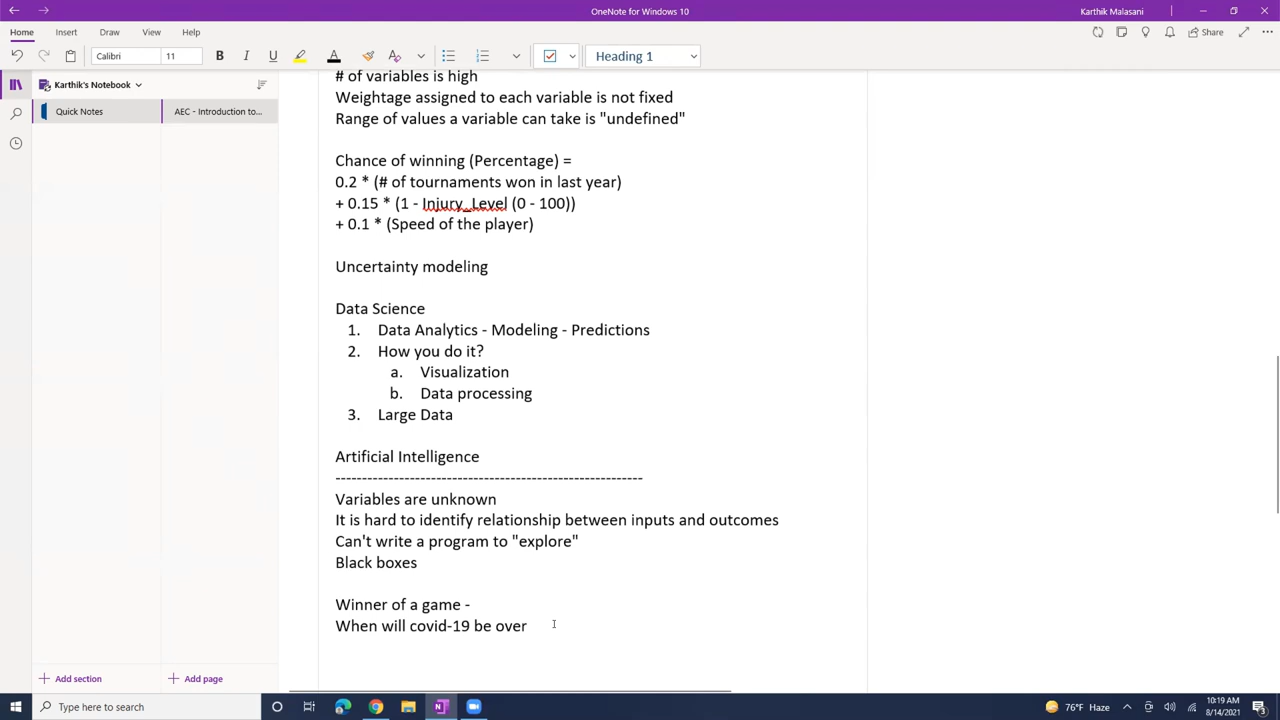 OneNote for Windows 10
Karthik Malasani
Home
Insert
Draw
View
Help
Share
Calibri
11
B
I
U
A
Heading 1
Karthik's Notebook
Quick Notes
AEC - Introduction to...
# of variables is high
Weightage assigned to each variable is not fixed
Range of values a variable can take is "undefined"
Chance of winning (Percentage) =
0.2 * (# of tournaments won in last year)
+ 0.15 * (1 - Injury_Level (0 - 100))
+ 0.1 * (Speed of the player)
Uncertainty modeling
Data Science
1. Data Analytics - Modeling - Predictions
2. How you do it?
a. Visualization
b. Data processing
3. Large Data
Artificial Intelligence
----------------------------------------------------------
Variables are unknown
It is hard to identify relationship between inputs and outcomes
Can't write a program to "explore"
Black boxes
Winner of a game -
When will covid-19 be over
Add section
Add page
Type here to search
76°F Haze
10:19 AM
8/14/2021
3